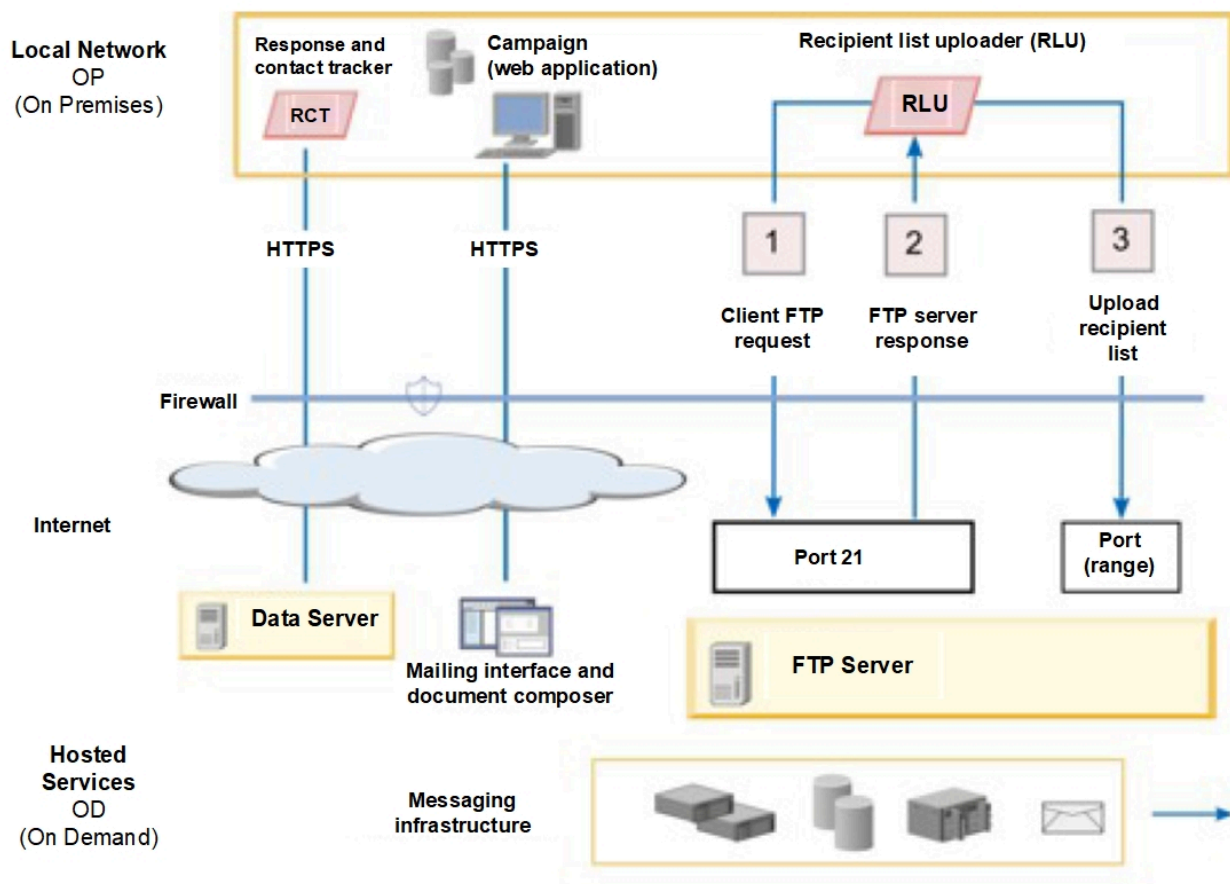 Local Network
OP
(On Premises)
Response and
contact tracker
RCT
Campaign
(web application)
Recipient list uploader (RLU)
RLU
HTTPS
HTTPS
1
2
3
Client FTP
request
FTP server
response
Upload
recipient
list
Firewall
Internet
Port 21
Port
(range)
Data Server
Mailing interface and
document composer
FTP Server
Hosted
Services
OD
(On Demand)
Messaging
infrastructure